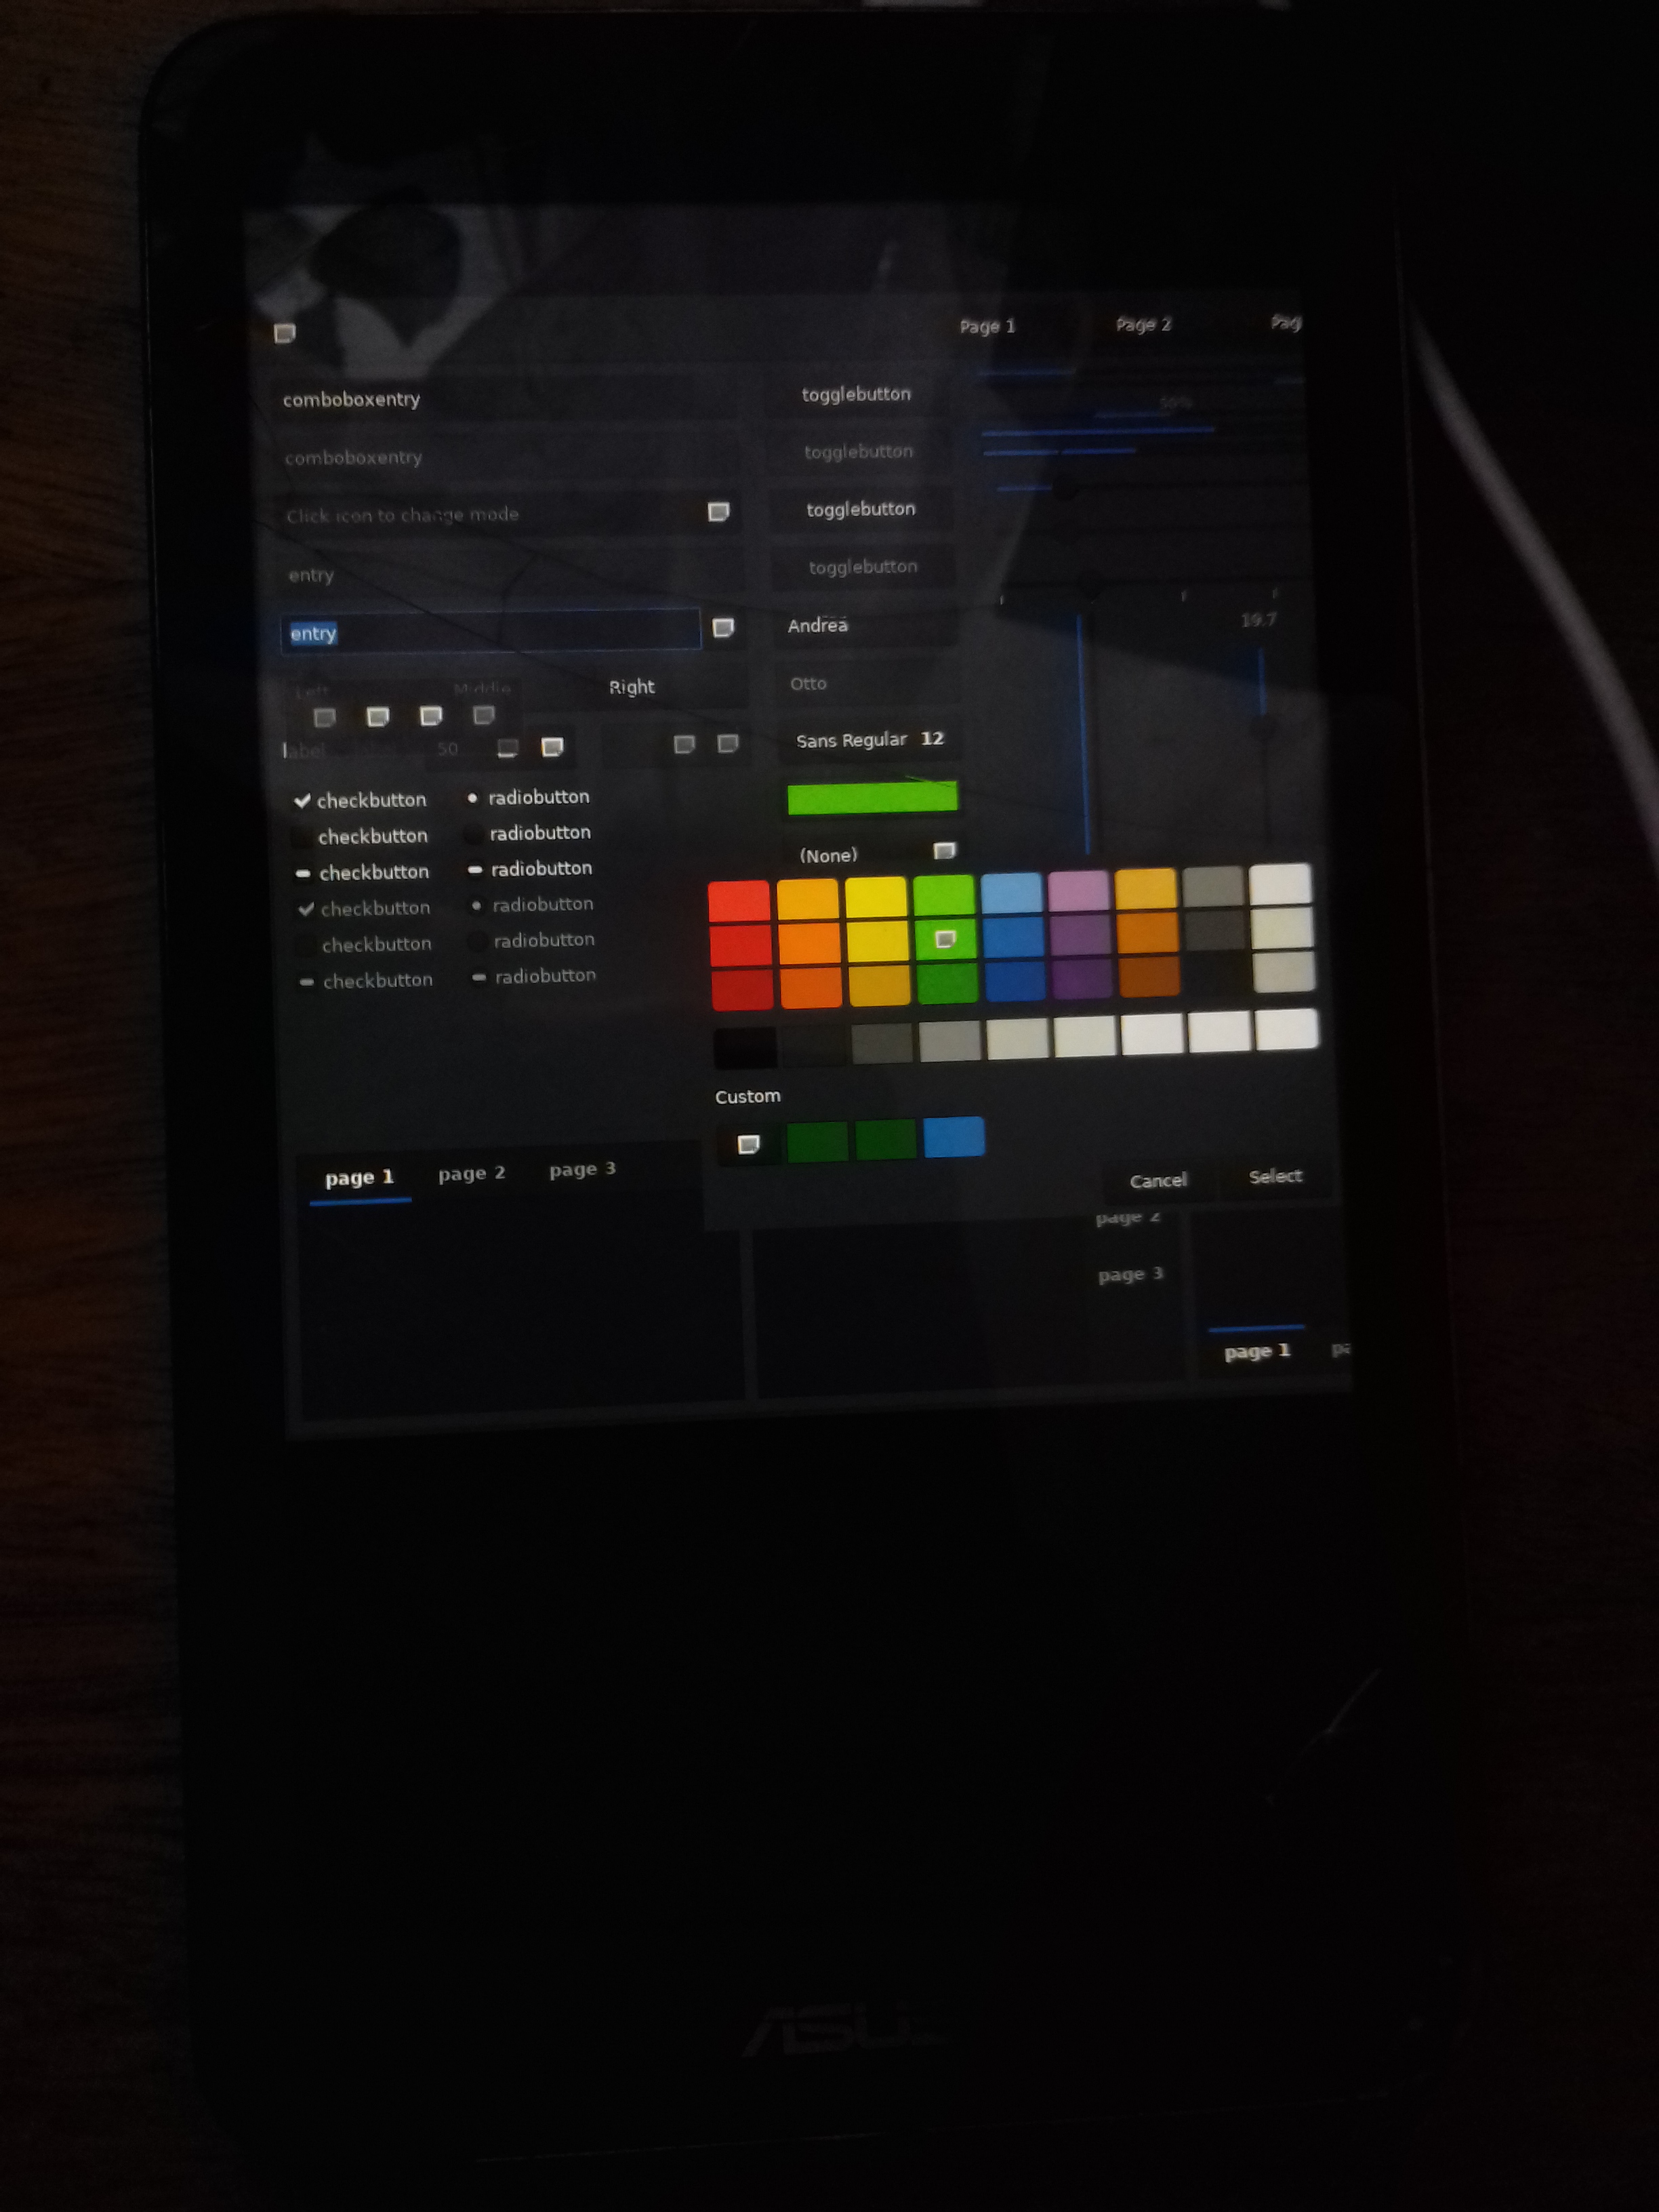 Page 1 Page 2 Pag
comboboxentry togglebutton
50%
comboboxentry togglebutton
Click icon to change mode togglebutton
entry togglebutton
entry Andrea 19.7
Left Middle Right Otto
label 50 Sans Regular 12
checkbutton radiobutton
checkbutton radiobutton
(None)
checkbutton radiobutton
checkbutton radiobutton
checkbutton radiobutton
checkbutton radiobutton
Custom
page 1 page 2 page 3
Cancel Select
page 2
page 3
page 1 pa
ASUS